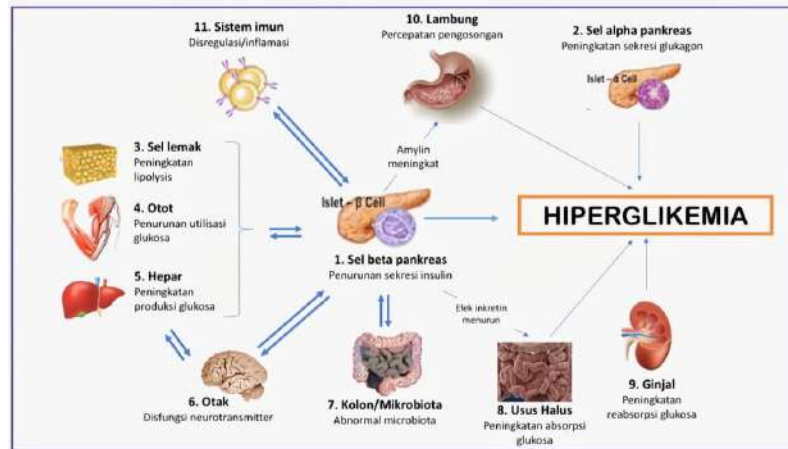 11. Sistem imun
Disregulasi/inflamasi
10. Lambung
Percepatan pengosongan
2. Sel alpha pankreas
Peningkatan sekresi glukagon
Islet – α Cell
3. Sel lemak
Peningkatan
lipolysis
4. Otot
Penurunan utilisasi
glukosa
5. Hepar
Peningkatan
produksi glukosa
Amylin
meningkat
Islet – β Cell
1. Sel beta pankreas
Penurunan sekresi insulin
HIPERGLIKEMIA
6. Otak
Disfungsi neurotransmitter
7. Kolon/Mikrobiota
Abnormal microbiota
Efek inkretin
menurun
8. Usus Halus
Peningkatan absorpsi
glukosa
9. Ginjal
Peningkatan
reabsorpsi glukosa